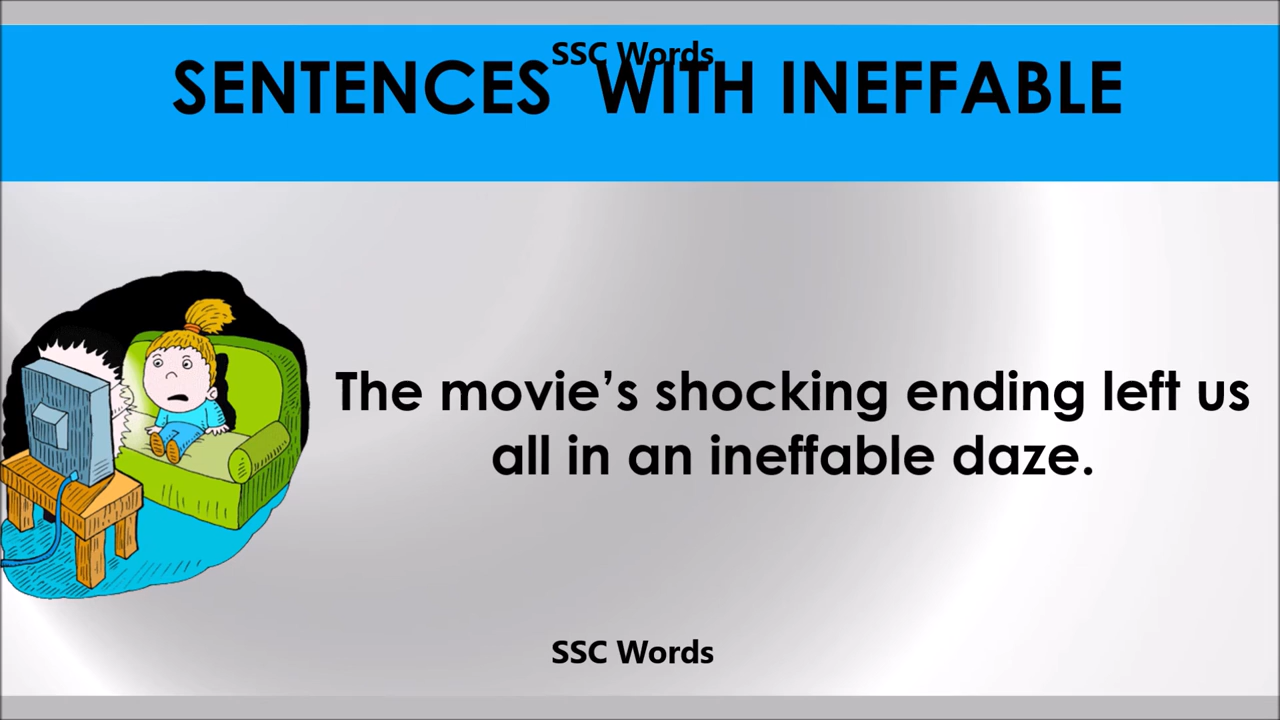 SSC Words
SENTENCES WITH INEFFABLE
The movie’s shocking ending left us
all in an ineffable daze.
SSC Words